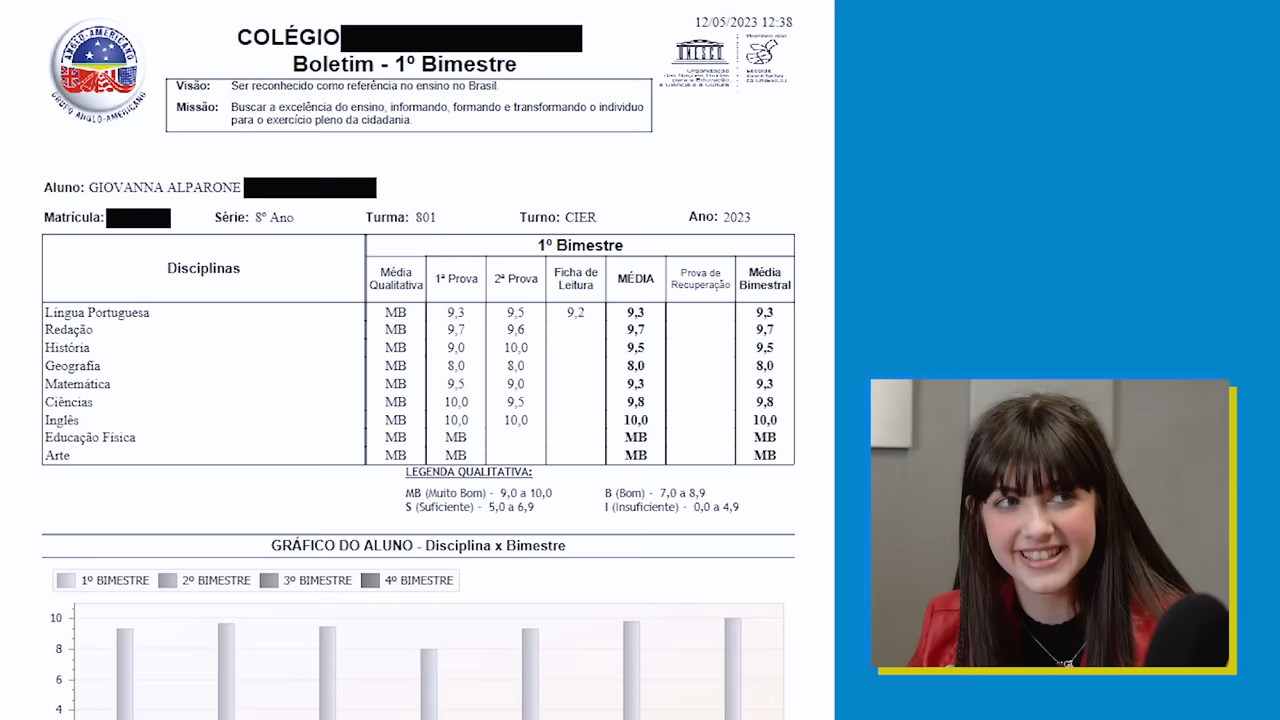 12/05/2023 12:38
COLÉGIO
Boletim - 1º Bimestre
ANGLO-AMERICANO
GRUPO ANGLO-AMERICANO
UNESCO
Visão: Ser reconhecido como referência no ensino no Brasil.
Missão: Buscar a excelência do ensino, informando, formando e transformando o individuo
para o exercício pleno da cidadania.
Aluno: GIOVANNA ALPARONE
Matrícula: Série: 8º Ano Turma: 801 Turno: CIER Ano: 2023
Disciplinas
1º Bimestre
Média Qualitativa 1ª Prova 2ª Prova Ficha de Leitura MÉDIA Prova de Recuperação Média Bimestral
Língua Portuguesa MB 9,3 9,5 9,2 9,3 9,3
Redação MB 9,7 9,6 9,7 9,7
História MB 9,0 10,0 9,5 9,5
Geografia MB 8,0 8,0 8,0 8,0
Matemática MB 9,5 9,0 9,3 9,3
Ciências MB 10,0 9,5 9,8 9,8
Inglês MB 10,0 10,0 10,0 10,0
Educação Física MB MB MB MB
Arte MB MB MB MB
LEGENDA QUALITATIVA:
MB (Muito Bom) - 9,0 a 10,0 B (Bom) - 7,0 a 8,9
S (Suficiente) - 5,0 a 6,9 I (Insuficiente) - 0,0 a 4,9
GRÁFICO DO ALUNO - Disciplina x Bimestre
1º BIMESTRE 2º BIMESTRE 3º BIMESTRE 4º BIMESTRE
10
8
6
4